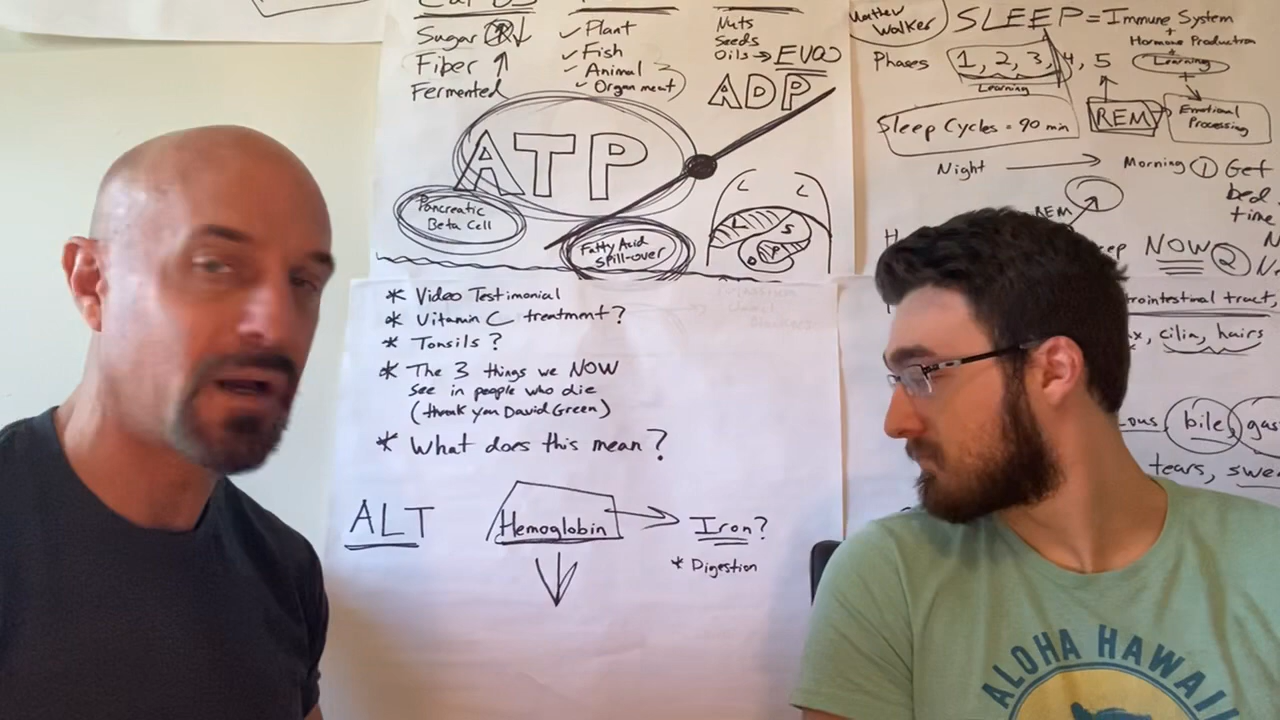 Carbs
Sugar
Fiber
Fermented
✓ Plant
✓ Fish
✓ Animal
✓ Organ meat)
Nuts
Seeds
Oils → EVOO
ADP
ATP
Pancreatic
Beta Cell
Fatty Acid
Spill-over
L
S
P
Walker
SLEEP = Immune System
+
Hormone Production
+
Learning
Phases 1, 2, 3, 4, 5
Learning
REM
Emotional
Processing
Sleep Cycles = 90 min
Night → Morning ① Get
bed
time
REM
NOW ②
* Video Testimonial
* Vitamin C treatment?
* Tonsils?
* The 3 things we NOW
see in people who die
(thank you David Green)
* What does this mean?
ALT
Hemoglobin → Iron?
* Digestion
cilia, hairs
bile,
tears,
ALOHA HAWAII